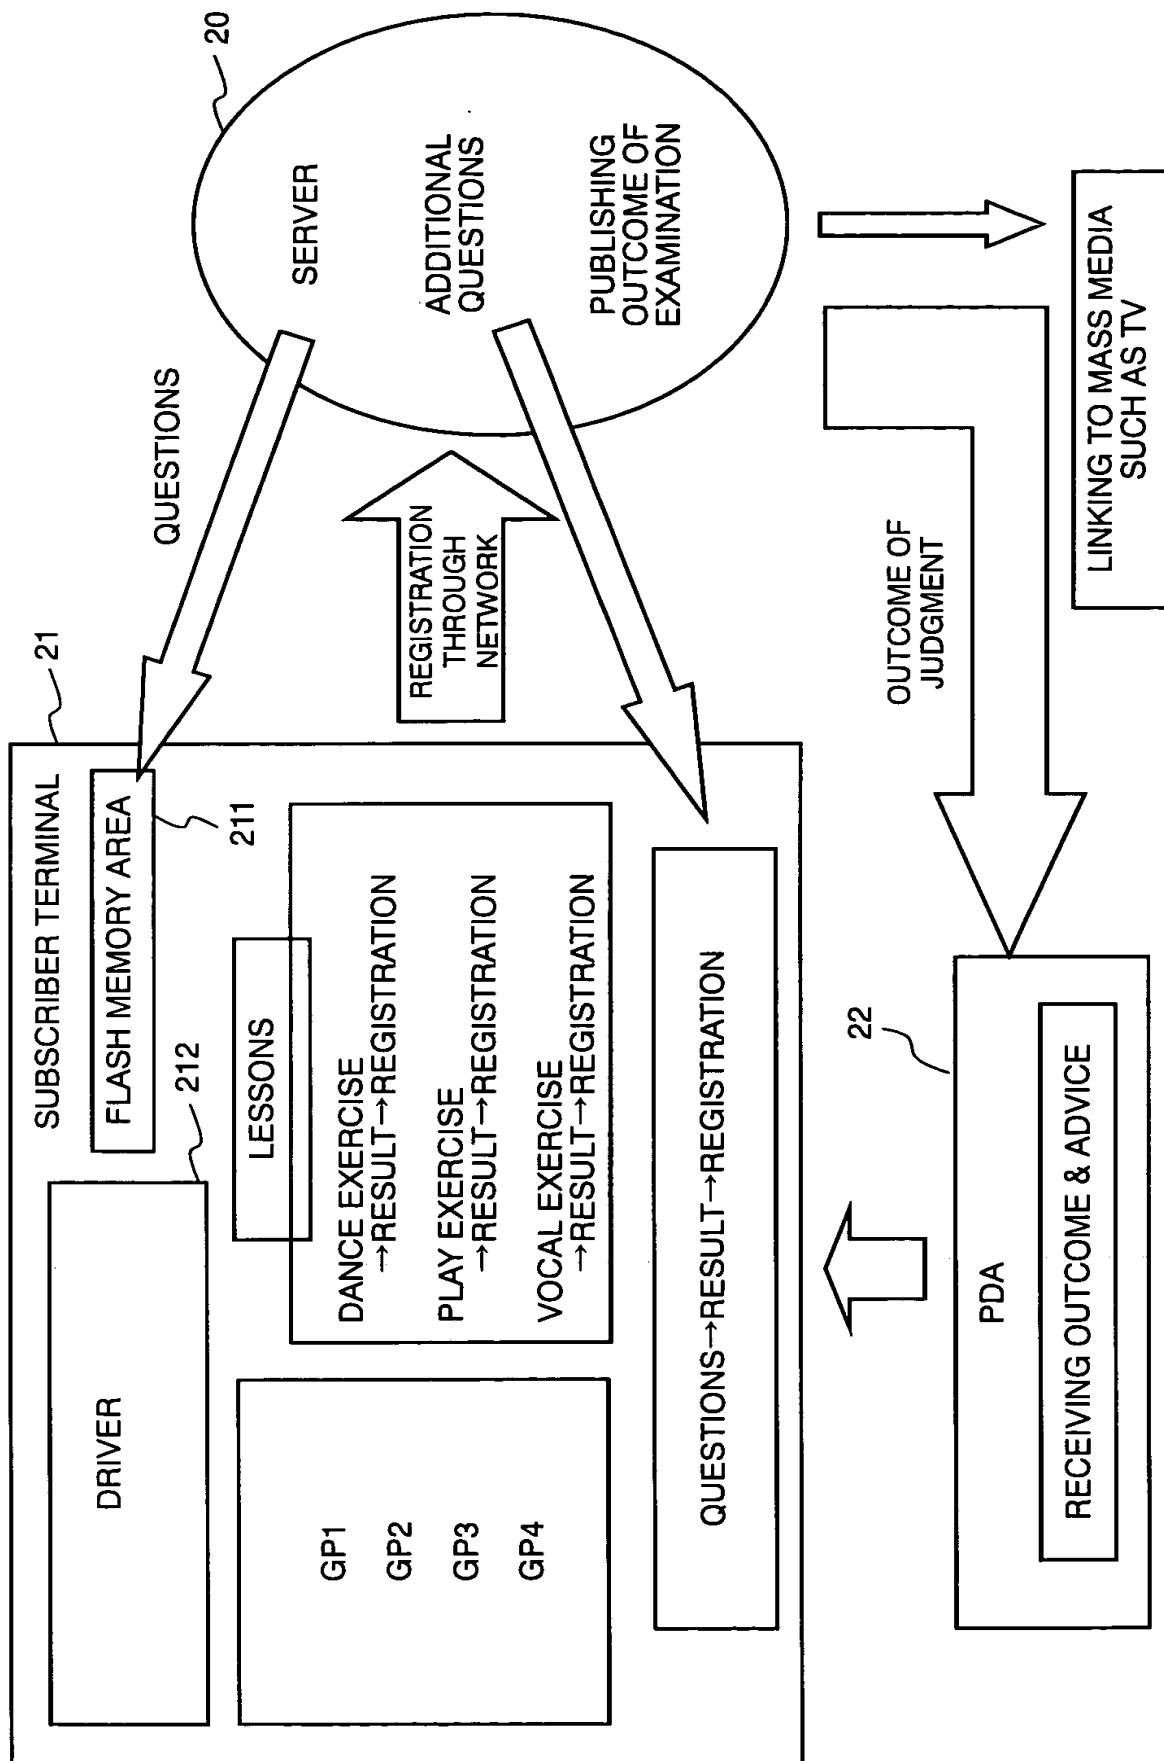 SUBSCRIBER TERMINAL
21
DRIVER
212
FLASH MEMORY AREA
211
GP1
GP2
GP3
GP4
LESSONS
DANCE EXERCISE
→RESULT→REGISTRATION
PLAY EXERCISE
→RESULT→REGISTRATION
VOCAL EXERCISE
→RESULT→REGISTRATION
QUESTIONS→RESULT→REGISTRATION
QUESTIONS
REGISTRATION
THROUGH
NETWORK
20
SERVER
ADDITIONAL
QUESTIONS
PUBLISHING
OUTCOME OF
EXAMINATION
22
PDA
RECEIVING OUTCOME & ADVICE
OUTCOME OF
JUDGMENT
LINKING TO MASS MEDIA
SUCH AS TV